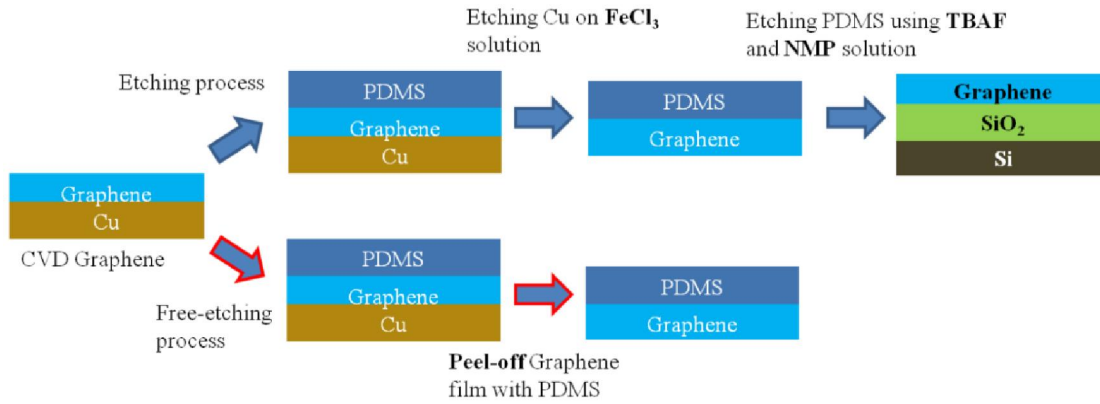 Etching Cu on FeCl₃
solution
Etching PDMS using TBAF
and NMP solution
Etching process
PDMS
Graphene
Cu
PDMS
Graphene
Graphene
SiO₂
Si
Graphene
Cu
CVD Graphene
Free-etching
process
PDMS
Graphene
Cu
PDMS
Graphene
Peel-off Graphene
film with PDMS